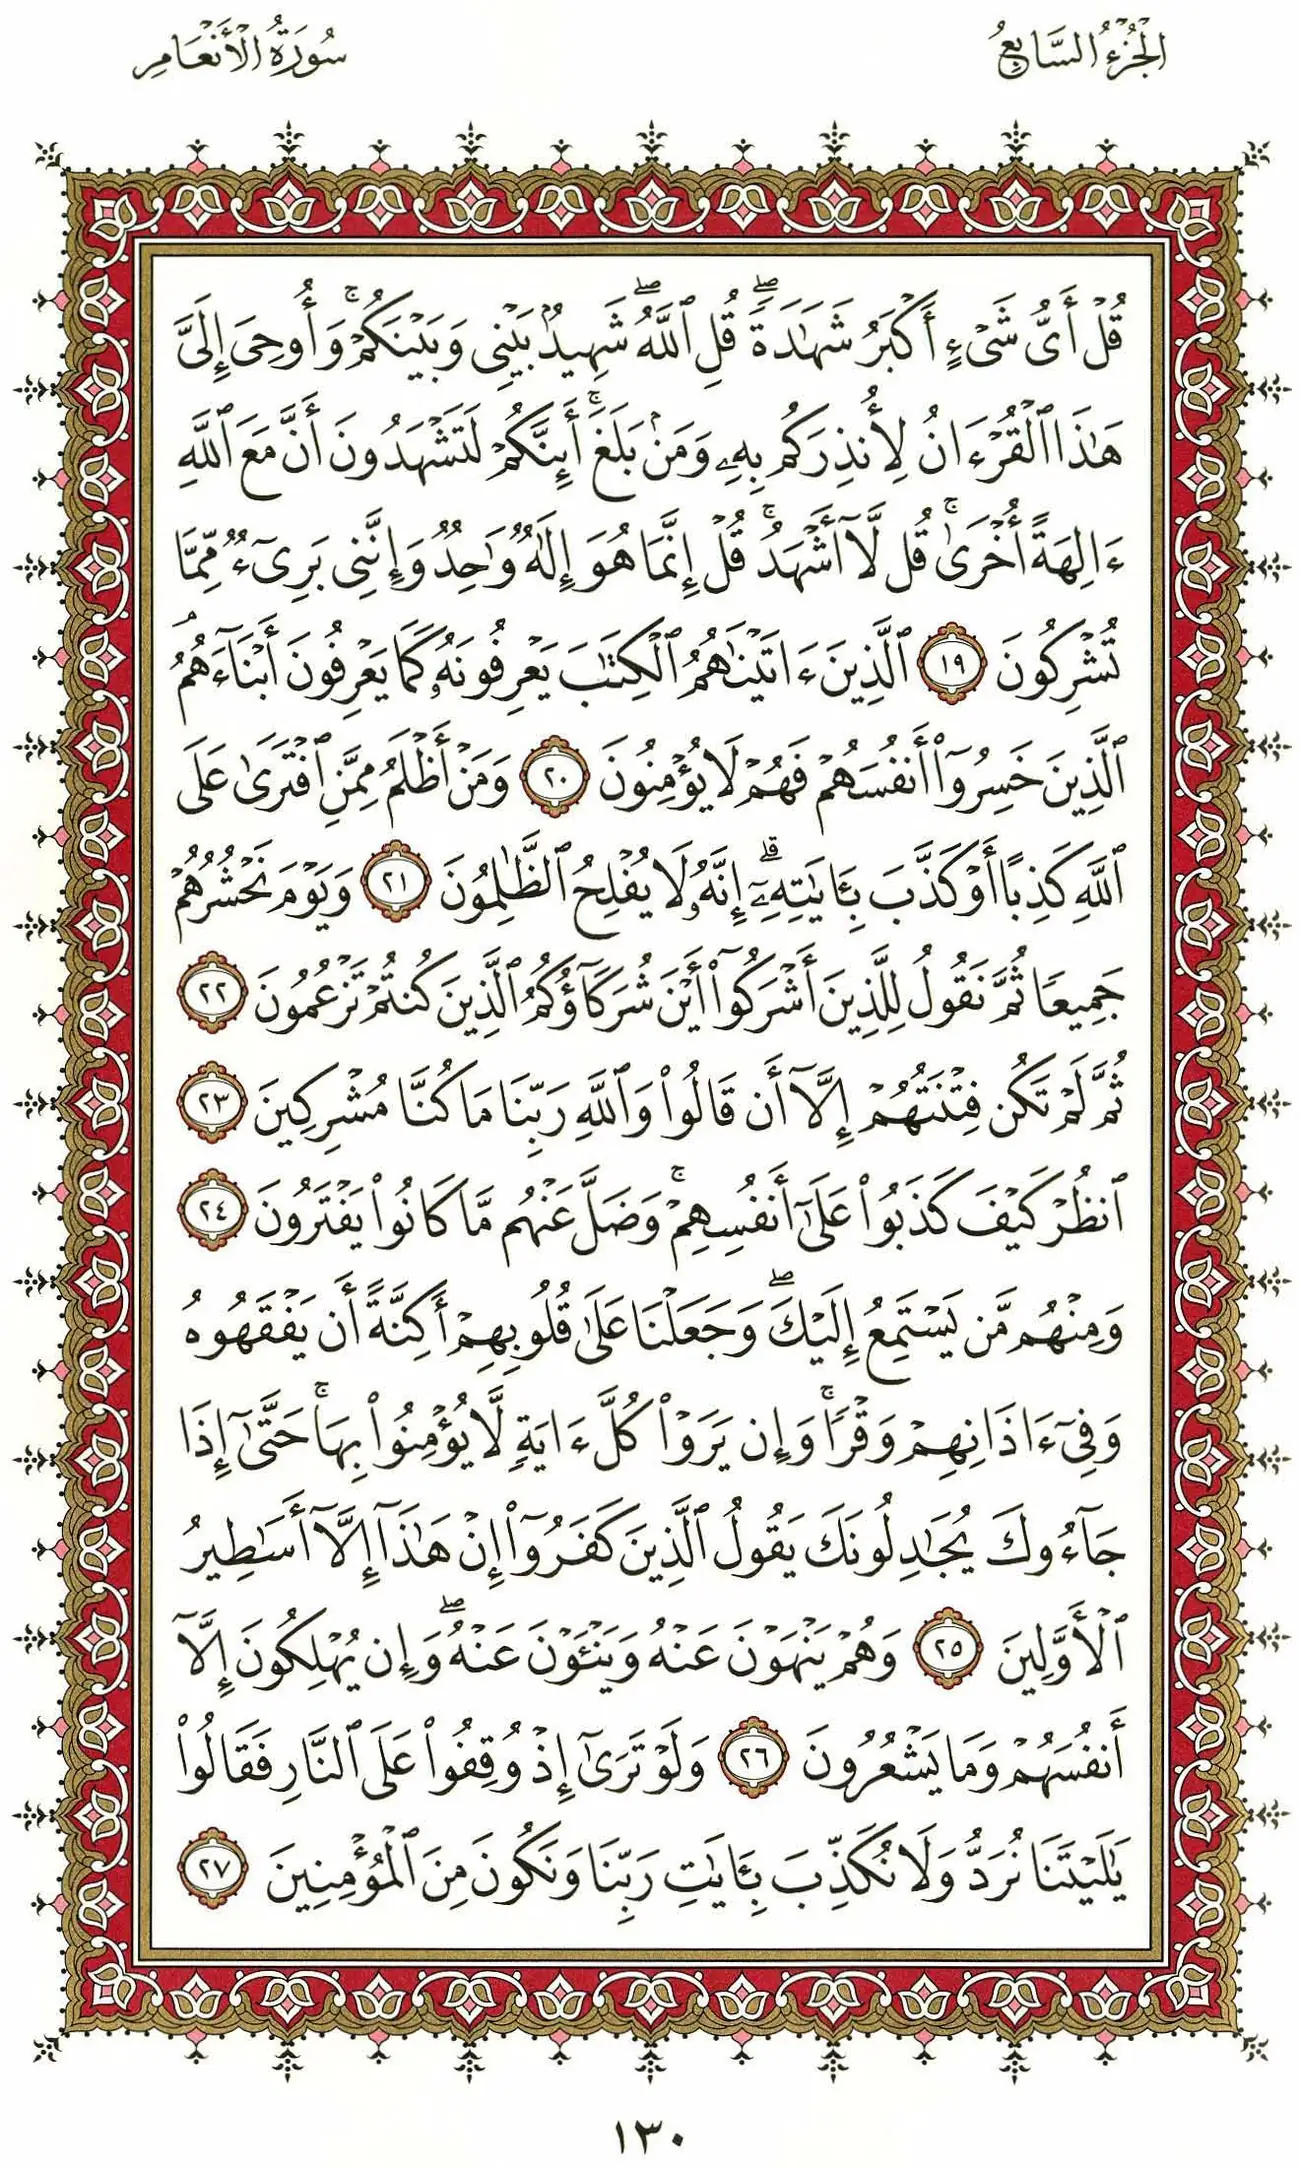 الجزء السابع
سورة الأنعام
قُلْ أَىُّ شَىْءٍ أَكْبَرُ شَهَٰدَةًۖ قُلِ ٱللَّهُۖ شَهِيدٌۢ بَيْنِى وَبَيْنَكُمْۚ وَأُوحِىَ إِلَىَّ
هَٰذَا ٱلْقُرْءَانُ لِأُنذِرَكُم بِهِۦ وَمَنۢ بَلَغَۚ أَئِنَّكُمْ لَتَشْهَدُونَ أَنَّ مَعَ ٱللَّهِ
ءَالِهَةً أُخْرَىٰۚ قُل لَّآ أَشْهَدُۚ قُلْ إِنَّمَا هُوَ إِلَٰهٌ وَٰحِدٌ وَإِنَّنِى بَرِىٓءٌ مِّمَّا
تُشْرِكُونَ ١٩ ٱلَّذِينَ ءَاتَيْنَٰهُمُ ٱلْكِتَٰبَ يَعْرِفُونَهُۥ كَمَا يَعْرِفُونَ أَبْنَآءَهُمُۘ
ٱلَّذِينَ خَسِرُوٓا۟ أَنفُسَهُمْ فَهُمْ لَا يُؤْمِنُونَ ٢٠ وَمَنْ أَظْلَمُ مِمَّنِ ٱفْتَرَىٰ عَلَى
ٱللَّهِ كَذِبًا أَوْ كَذَّبَ بِـَٔايَٰتِهِۦٓۗ إِنَّهُۥ لَا يُفْلِحُ ٱلظَّٰلِمُونَ ٢١ وَيَوْمَ نَحْشُرُهُمْ
جَمِيعًا ثُمَّ نَقُولُ لِلَّذِينَ أَشْرَكُوٓا۟ أَيْنَ شُرَكَآؤُكُمُ ٱلَّذِينَ كُنتُمْ تَزْعُمُونَ ٢٢
ثُمَّ لَمْ تَكُن فِتْنَتُهُمْ إِلَّآ أَن قَالُوا۟ وَٱللَّهِ رَبِّنَا مَا كُنَّا مُشْرِكِينَ ٢٣
ٱنظُرْ كَيْفَ كَذَبُوا۟ عَلَىٰٓ أَنفُسِهِمْۚ وَضَلَّ عَنْهُم مَّا كَانُوا۟ يَفْتَرُونَ ٢٤
وَمِنْهُم مَّن يَسْتَمِعُ إِلَيْكَۖ وَجَعَلْنَا عَلَىٰ قُلُوبِهِمْ أَكِنَّةً أَن يَفْقَهُوهُ
وَفِىٓ ءَاذَانِهِمْ وَقْرًاۚ وَإِن يَرَوْا۟ كُلَّ ءَايَةٍ لَّا يُؤْمِنُوا۟ بِهَاۚ حَتَّىٰٓ إِذَا
جَآءُوكَ يُجَٰدِلُونَكَ يَقُولُ ٱلَّذِينَ كَفَرُوٓا۟ إِنْ هَٰذَآ إِلَّآ أَسَٰطِيرُ
ٱلْأَوَّلِينَ ٢٥ وَهُمْ يَنْهَوْنَ عَنْهُ وَيَنْـَٔوْنَ عَنْهُۖ وَإِن يُهْلِكُونَ إِلَّآ
أَنفُسَهُمْ وَمَا يَشْعُرُونَ ٢٦ وَلَوْ تَرَىٰٓ إِذْ وُقِفُوا۟ عَلَى ٱلنَّارِ فَقَالُوا۟
يَٰلَيْتَنَا نُرَدُّ وَلَا نُكَذِّبَ بِـَٔايَٰتِ رَبِّنَا وَنَكُونَ مِنَ ٱلْمُؤْمِنِينَ ٢٧
١٣٠